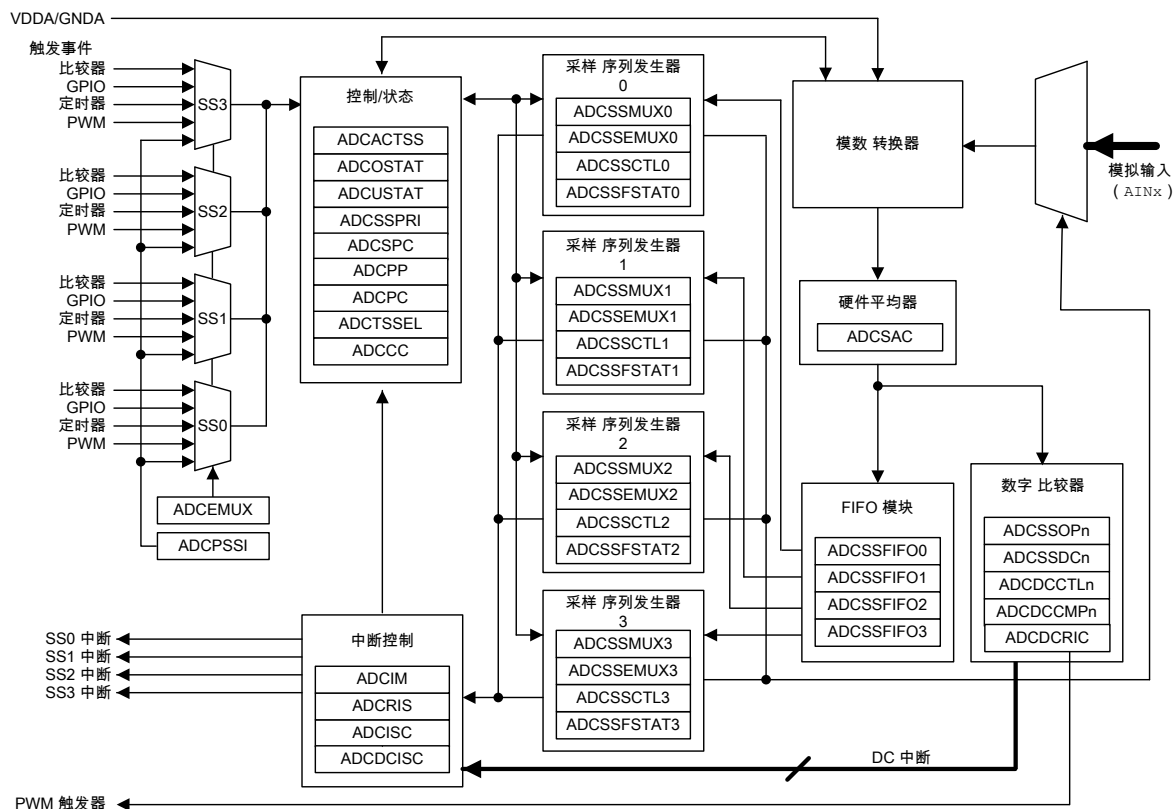 VDDA/GNDA
触发事件
比较器
GPIO
定时器
PWM
SS3
比较器
GPIO
定时器
PWM
SS2
比较器
GPIO
定时器
PWM
SS1
比较器
GPIO
定时器
PWM
SS0
ADCEMUX
ADCPSSI
控制/状态
ADCACTSS
ADCOSTAT
ADCUSTAT
ADCSSPRI
ADCSPC
ADCPP
ADCPC
ADCTSSEL
ADCCC
中断控制
ADCIM
ADCRIS
ADCISC
ADCDCISC
SS0 中断
SS1 中断
SS2 中断
SS3 中断
PWM 触发器
采样 序列发生器
0
ADCSSMUX0
ADCSSEMUX0
ADCSSCTL0
ADCSSFSTAT0
采样 序列发生器
1
ADCSSMUX1
ADCSSEMUX1
ADCSSCTL1
ADCSSFSTAT1
采样 序列发生器
2
ADCSSMUX2
ADCSSEMUX2
ADCSSCTL2
ADCSSFSTAT2
采样 序列发生器
3
ADCSSMUX3
ADCSSEMUX3
ADCSSCTL3
ADCSSFSTAT3
模数 转换器
模拟输入
( AINx )
硬件平均器
ADCSAC
FIFO 模块
ADCSSFIFO0
ADCSSFIFO1
ADCSSFIFO2
ADCSSFIFO3
数字 比较器
ADCSSOPn
ADCSSDCn
ADCDCCTLn
ADCDCCMPn
ADCDCRIC
DC 中断